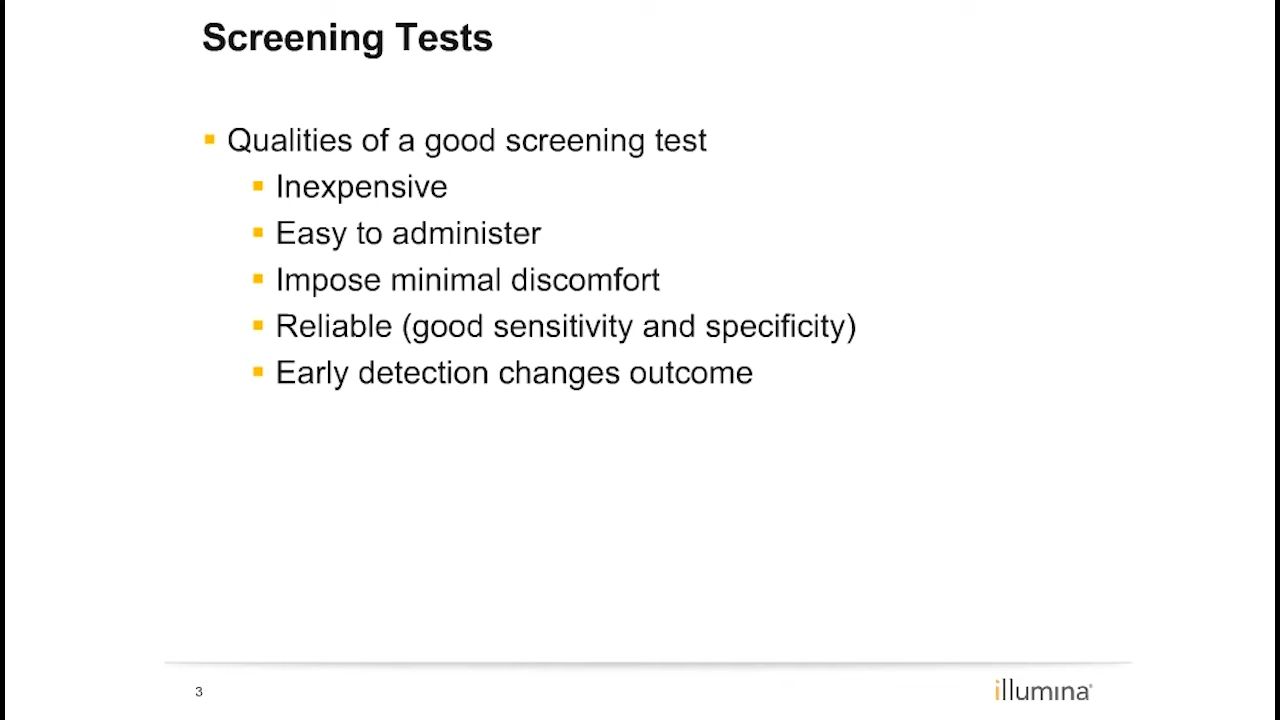 Screening Tests
Qualities of a good screening test
Inexpensive
Easy to administer
Impose minimal discomfort
Reliable (good sensitivity and specificity)
Early detection changes outcome
3
illumina®